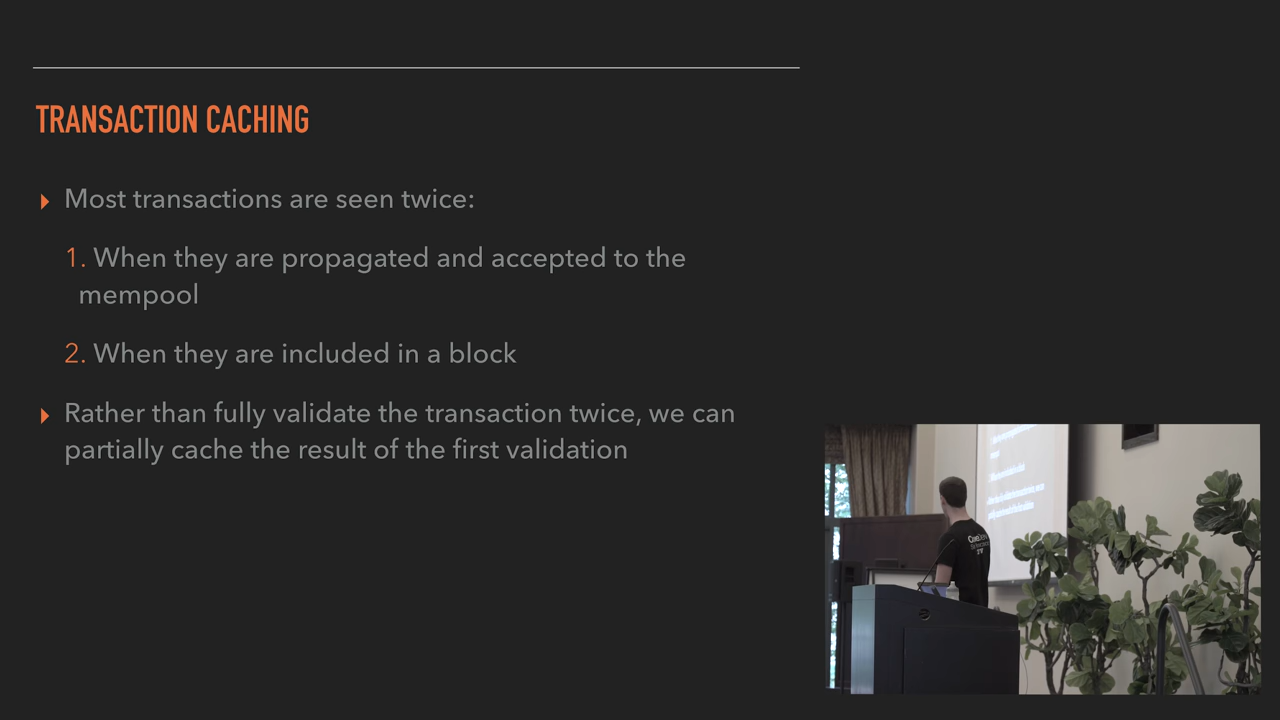 TRANSACTION CACHING
▸ Most transactions are seen twice:
1. When they are propagated and accepted to the
mempool
2. When they are included in a block
▸ Rather than fully validate the transaction twice, we can
partially cache the result of the first validation